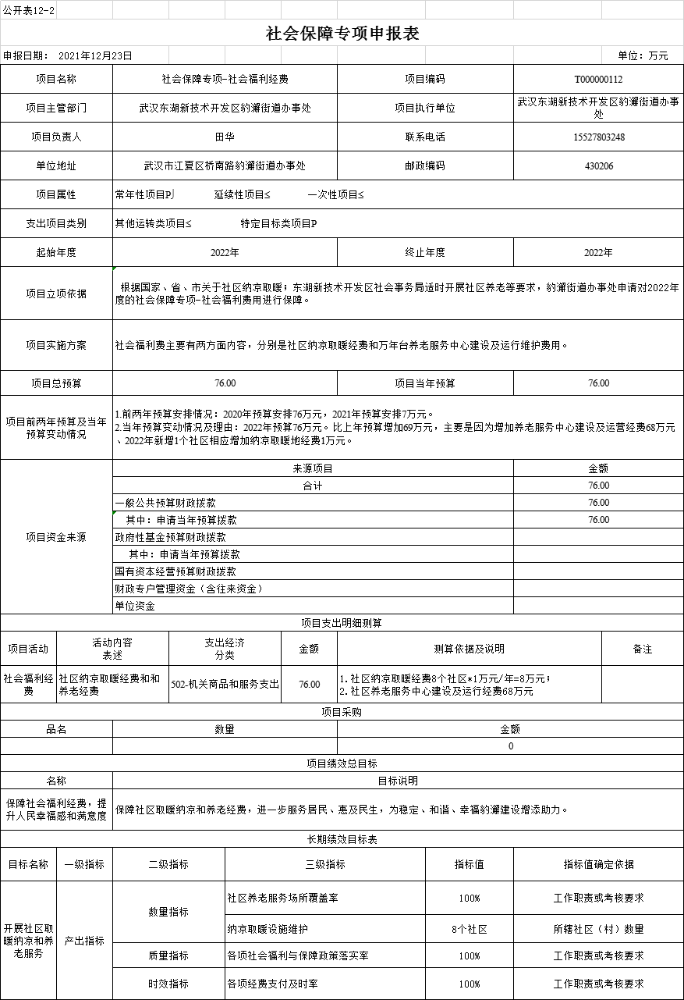 公开表12-2
社会保障专项申报表
申报日期： 2021年12月23日 单位：万元
项目名称 社会保障专项-社会福利经费 项目编码 T000000112
项目主管部门 武汉东湖新技术开发区豹澥街道办事处 项目执行单位 武汉东湖新技术开发区豹澥街道办事
处
项目负责人 田华 联系电话 15527803248
单位地址 武汉市江夏区桥南路豹澥街道办事处 邮政编码 430206
项目属性 常年性项目P⌡ 延续性项目≤ 一次性项目≤
支出项目类别 其他运转类项目≤ 特定目标类项目P
起始年度 2022年 终止年度 2022年
项目立项依据
根据国家、省、市关于社区纳凉取暖；东湖新技术开发区社会事务局适时开展社区养老等要求，豹澥街道办事处申请对2022年
度的社会保障专项-社会福利费用进行保障。
项目实施方案 社会福利费主要有两方面内容，分别是社区纳凉取暖经费和万年台养老服务中心建设及运行维护费用。
项目总预算 76.00 项目当年预算 76.00
项目前两年预算及当年
预算变动情况
1.前两年预算安排情况：2020年预算安排76万元，2021年预算安排7万元。
2.当年预算变动情况及理由：2022年预算76万元。比上年预算增加69万元，主要是因为增加养老服务中心建设及运营经费68万元
、2022年新增1个社区相应增加纳凉取暖地经费1万元。
项目资金来源
来源项目 金额
合计 76.00
一般公共预算财政拨款 76.00
其中：申请当年预算拨款 76.00
政府性基金预算财政拨款
其中：申请当年预算拨款
国有资本经营预算财政拨款
财政专户管理资金（含往来资金）
单位资金
项目支出明细测算
项目活动 活动内容
表述 支出经济
分类 金额 测算依据及说明 备注
社会福利经
费 社区纳凉取暖经费和和
养老经费 502-机关商品和服务支出 76.00 1.社区纳凉取暖经费8个社区*1万元/年=8万元；
2.社区养老服务中心建设及运行经费68万元
项目采购
品名 数量 金额
0
项目绩效总目标
名称 目标说明
保障社会福利经费，提
升人民幸福感和满意度 保障社区取暖纳凉和养老经费，进一步服务居民、惠及民生，为稳定、和谐、幸福豹澥建设增添助力。
长期绩效目标表
目标名称 一级指标 二级指标 三级指标 指标值 指标值确定依据
开展社区取
暖纳凉和养
老服务 产出指标
数量指标 社区养老服务场所覆盖率 100% 工作职责或考核要求
纳凉取暖设施维护 8个社区 所辖社区（村）数量
质量指标 各项社会福利与保障政策落实率 100% 工作职责或考核要求
时效指标 各项经费支付及时率 100% 工作职责或考核要求